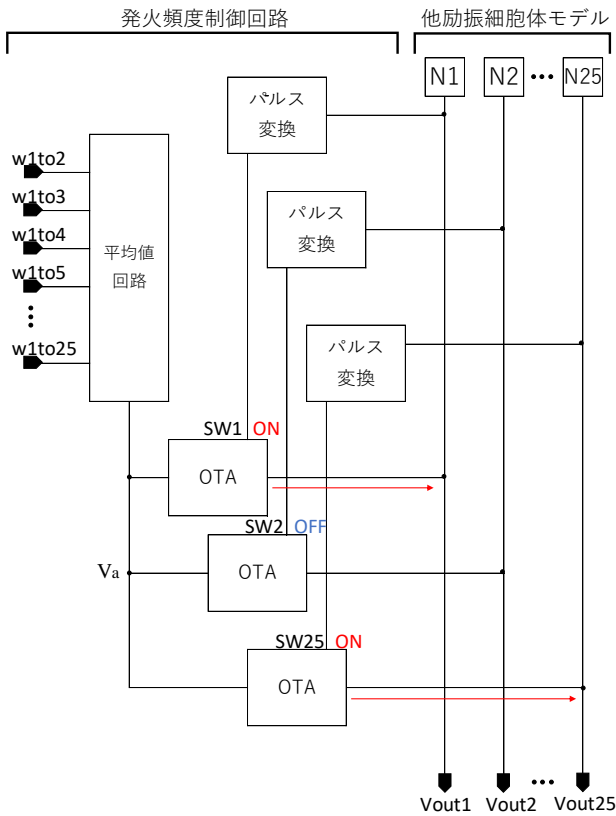 発火頻度制御回路
他励振細胞体モデル
N1
N2
•••
N25
パルス
変換
w1to2
w1to3
w1to4
w1to5
w1to25
平均値
回路
パルス
変換
パルス
変換
SW1 ON
OTA
SW2 OFF
Va
OTA
SW25 ON
OTA
•••
Vout1 Vout2 Vout25